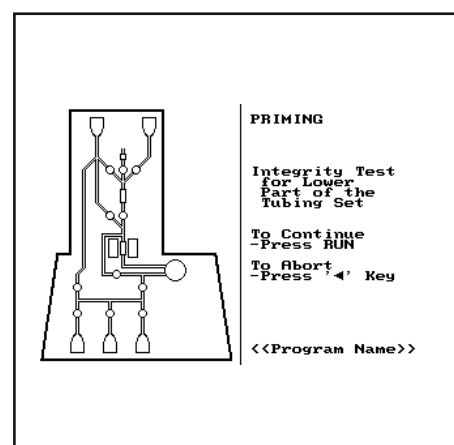 PRIMING
Integrity Test
for Lower
Part of the
Tubing Set
To Continue
-Press RUN
To Abort
-Press '◄' Key
<<Program Name>>